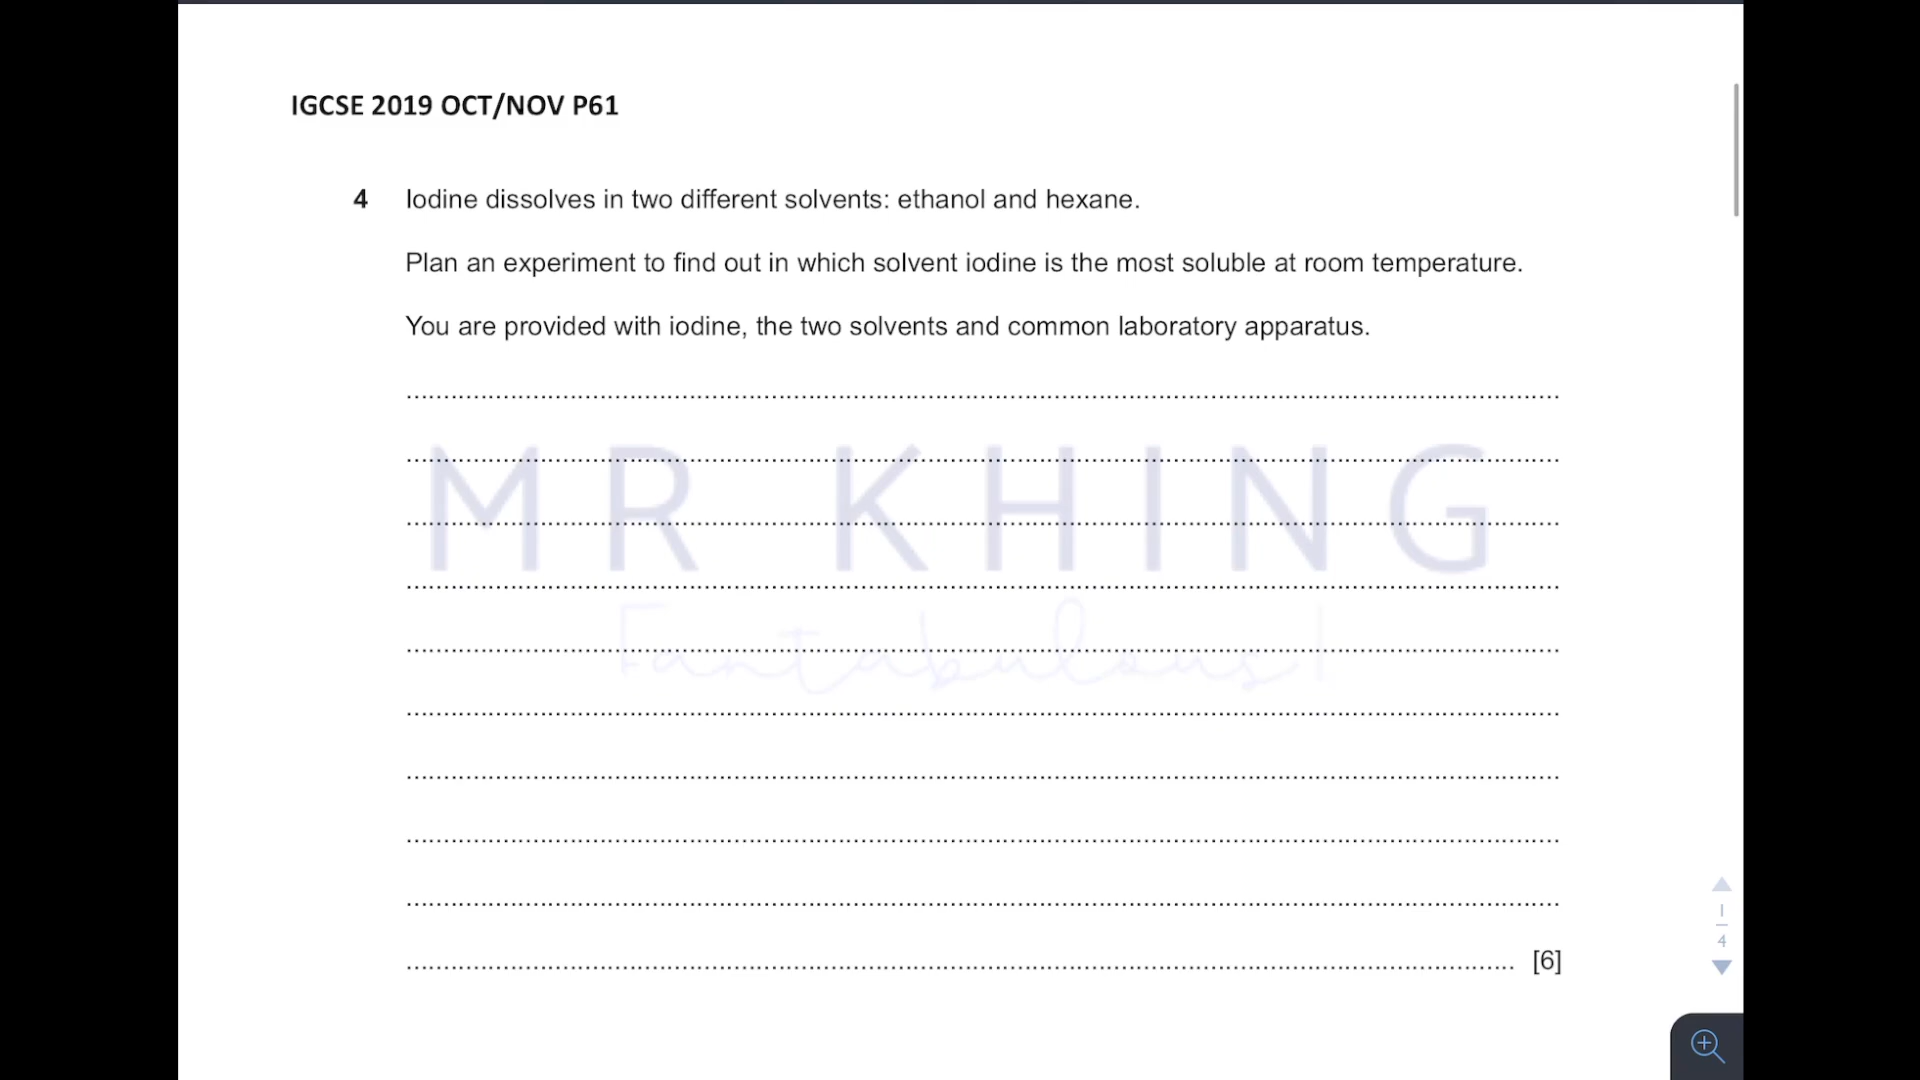 IGCSE 2019 OCT/NOV P61
4 Iodine dissolves in two different solvents: ethanol and hexane.
Plan an experiment to find out in which solvent iodine is the most soluble at room temperature.
You are provided with iodine, the two solvents and common laboratory apparatus.
MR KHING
Fantabulous!
[6]
1
4